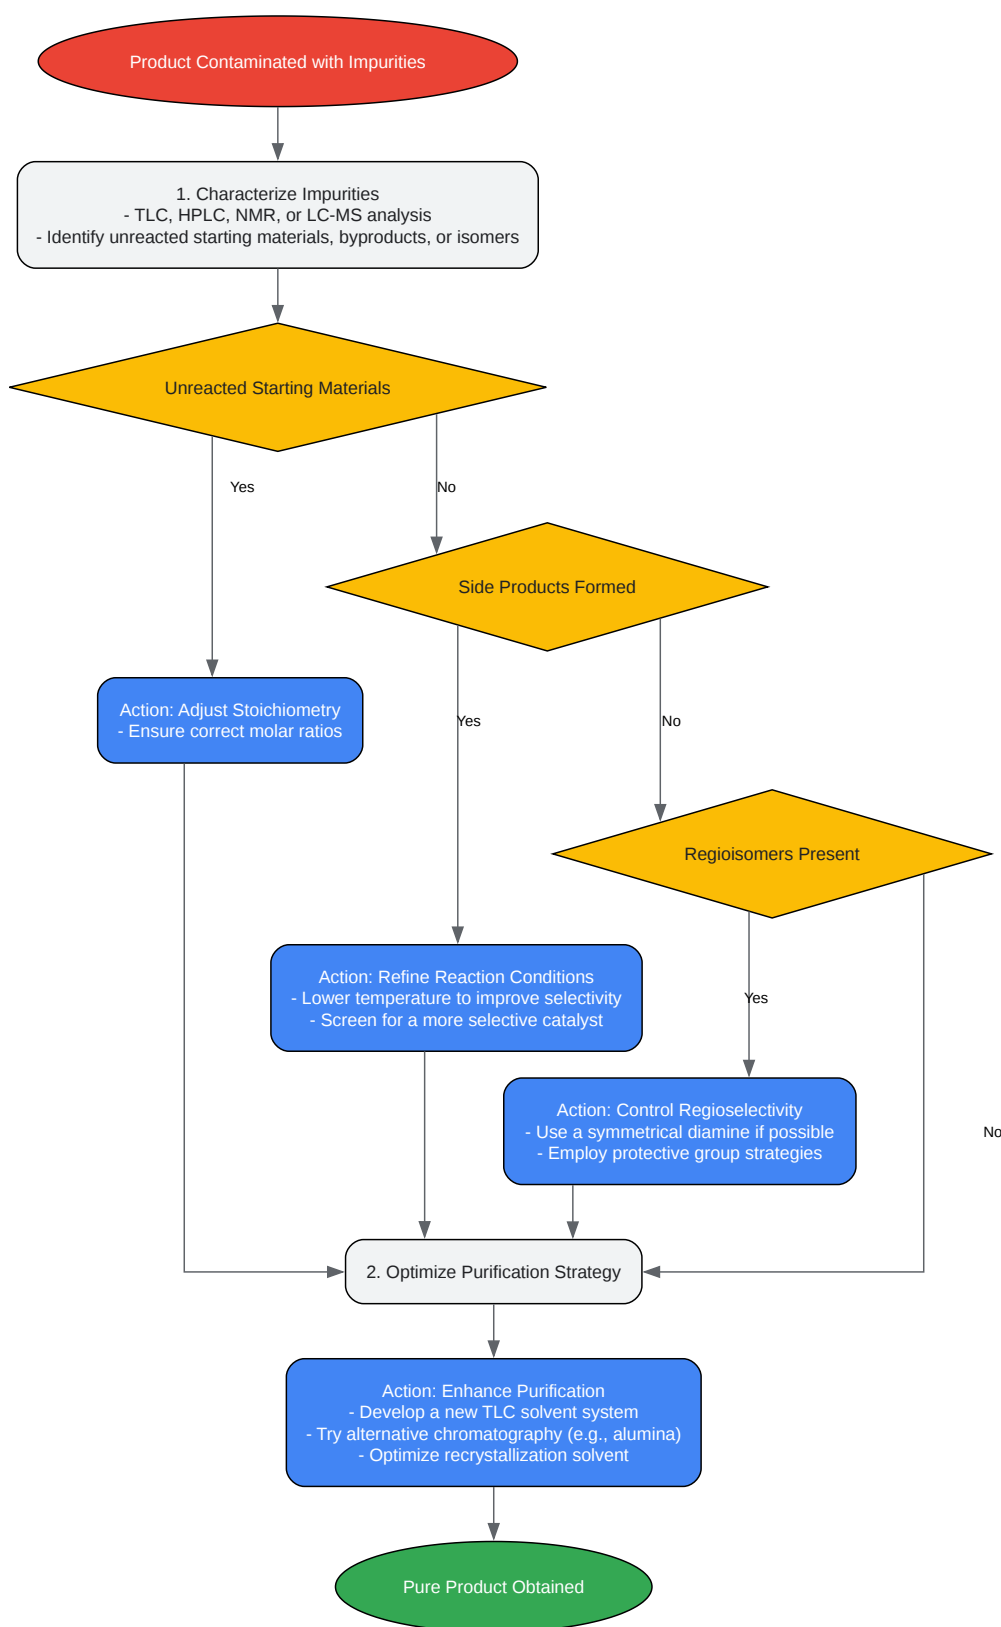 Product Contaminated with Impurities
1. Characterize Impurities
- TLC, HPLC, NMR, or LC-MS analysis
- Identify unreacted starting materials, byproducts, or isomers
Unreacted Starting Materials
Yes
No
Side Products Formed
Action: Adjust Stoichiometry
- Ensure correct molar ratios
Yes
No
Regioisomers Present
Action: Refine Reaction Conditions
- Lower temperature to improve selectivity
- Screen for a more selective catalyst
Yes
Action: Control Regioselectivity
- Use a symmetrical diamine if possible
- Employ protective group strategies
No
2. Optimize Purification Strategy
Action: Enhance Purification
- Develop a new TLC solvent system
- Try alternative chromatography (e.g., alumina)
- Optimize recrystallization solvent
Pure Product Obtained